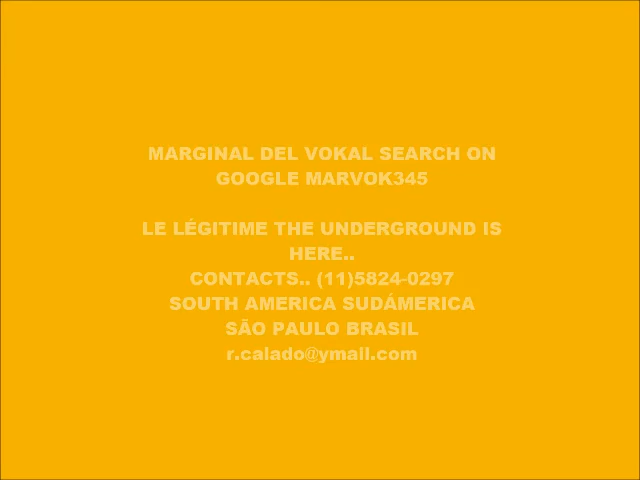 MARGINAL DEL VOKAL SEARCH ON
GOOGLE MARVOK345
LE LÉGITIME THE UNDERGROUND IS
HERE..
CONTACTS.. (11)5824-0297
SOUTH AMERICA SUDÁMERICA
SÃO PAULO BRASIL
r.calado@ymail.com